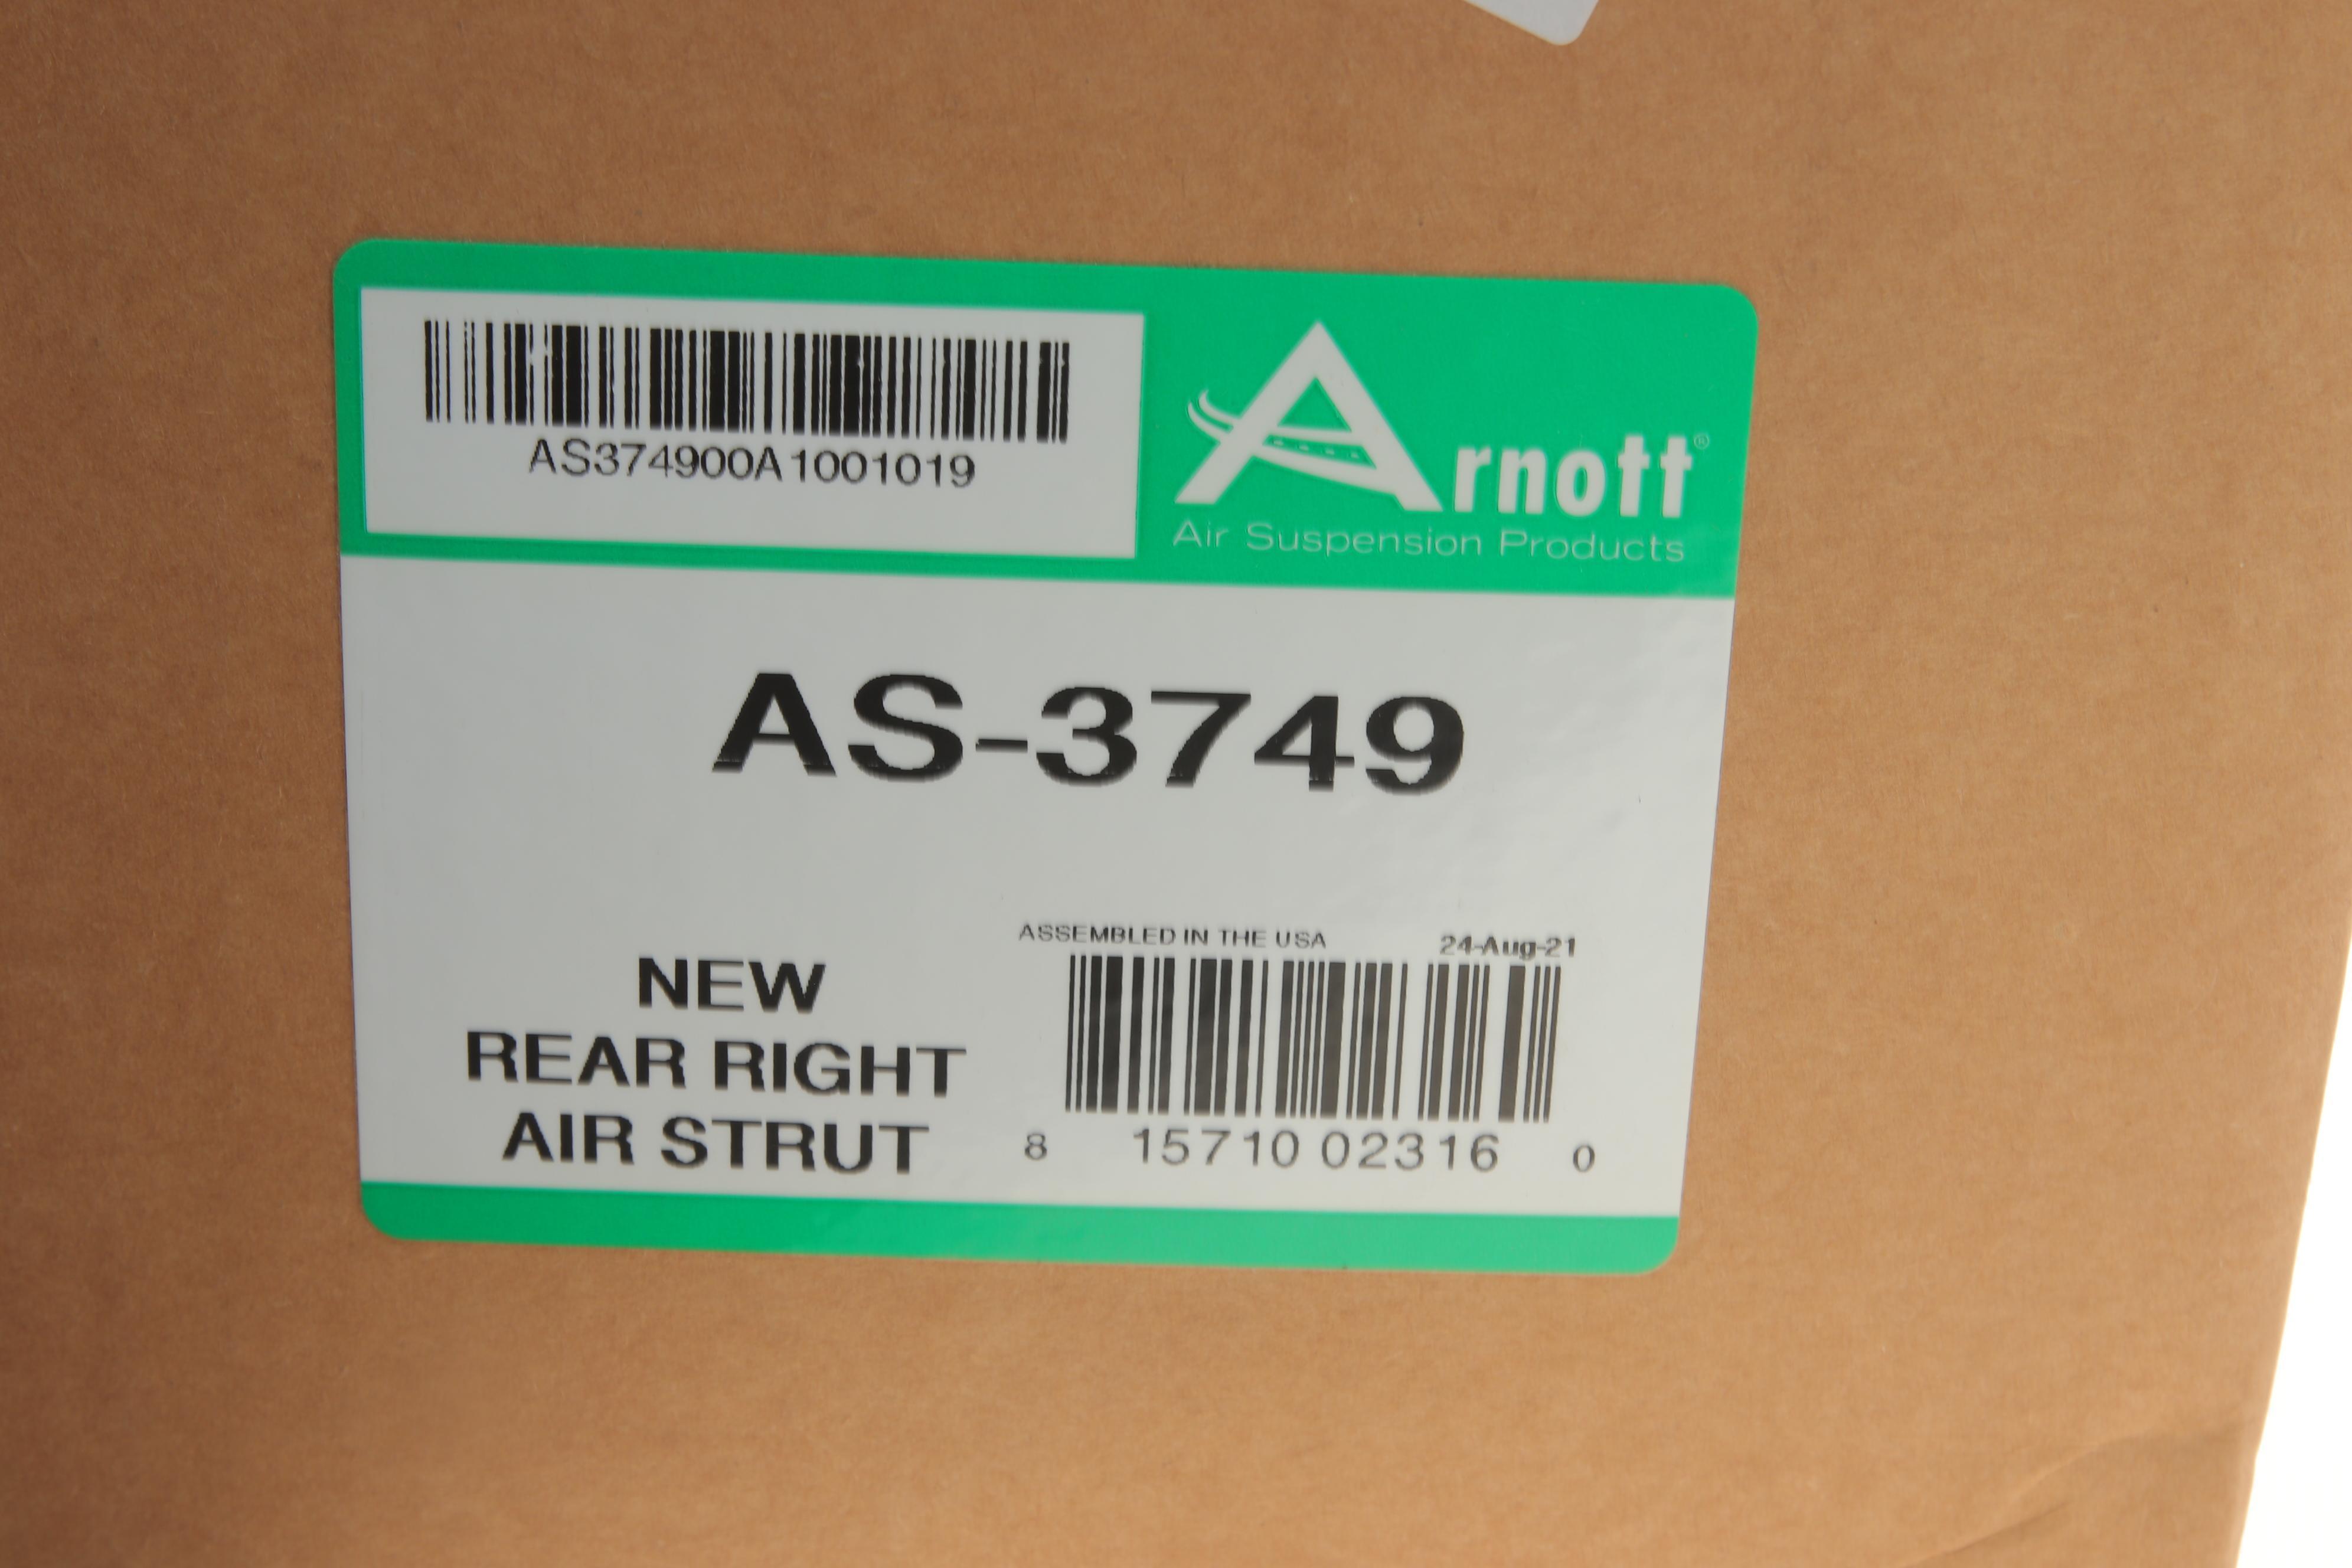 AS374900A1001019
Arnott®
Air Suspension Products
AS-3749
ASSEMBLED IN THE USA 24-Aug-21
NEW
REAR RIGHT
AIR STRUT
8 15710 02316 0